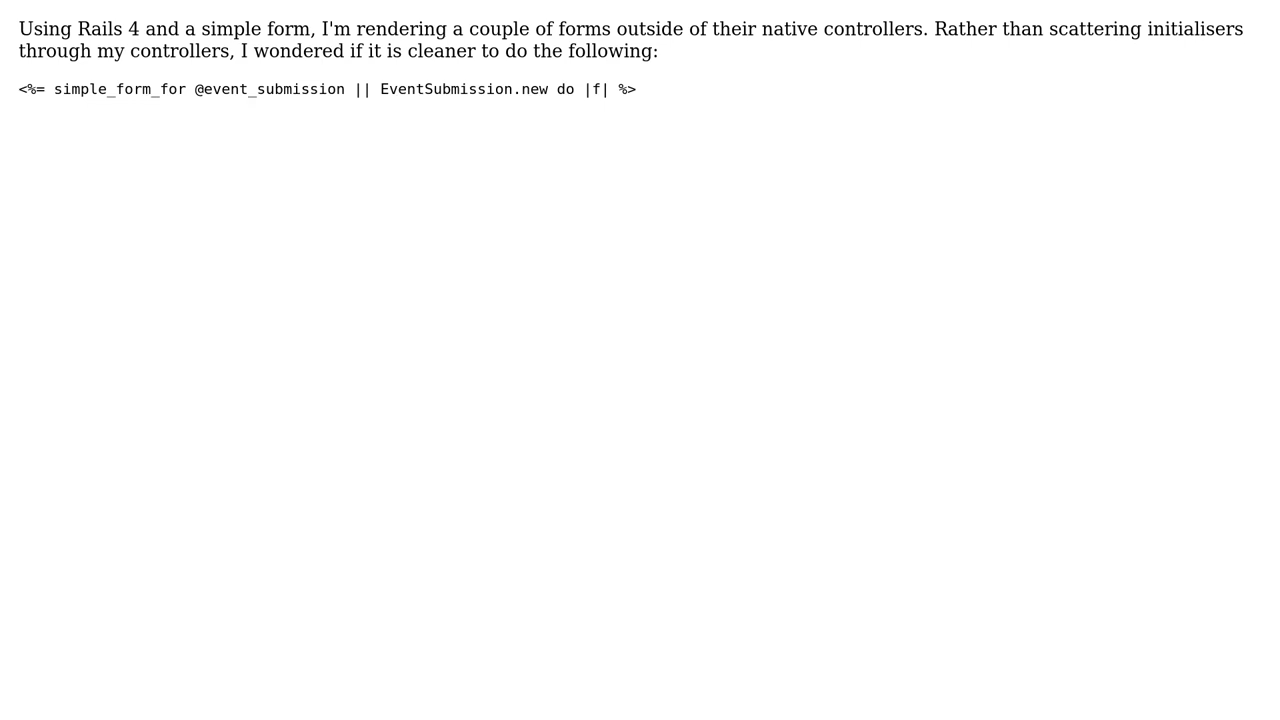 Using Rails 4 and a simple form, I'm rendering a couple of forms outside of their native controllers. Rather than scattering initialisers
through my controllers, I wondered if it is cleaner to do the following:
<%= simple_form_for @event_submission || EventSubmission.new do |f| %>